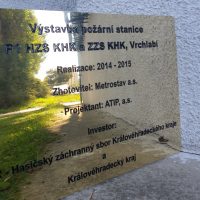 Výstavba požární stanice
P1 HZS KHK a ZZS KHK, Vrchlabí
Realizace: 2014 - 2015
Zhotovitel: Metrostav a.s.
Projektant: ATIP, a.s.
Investor:
- Hasičský záchranný sbor Královéhradeckého kraje
a
Královéhradecký kraj